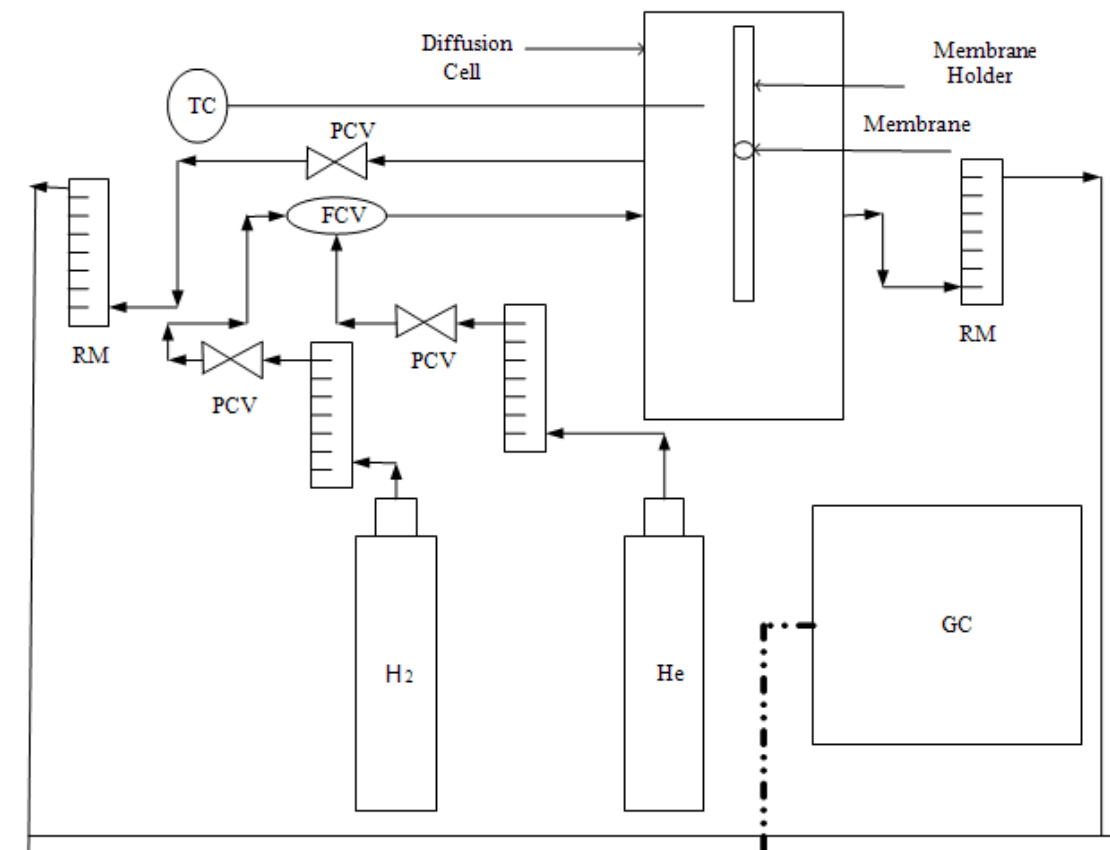 Diffusion
Cell
Membrane
Holder
TC
PCV
Membrane
FCV
RM
PCV
PCV
RM
H2
He
GC